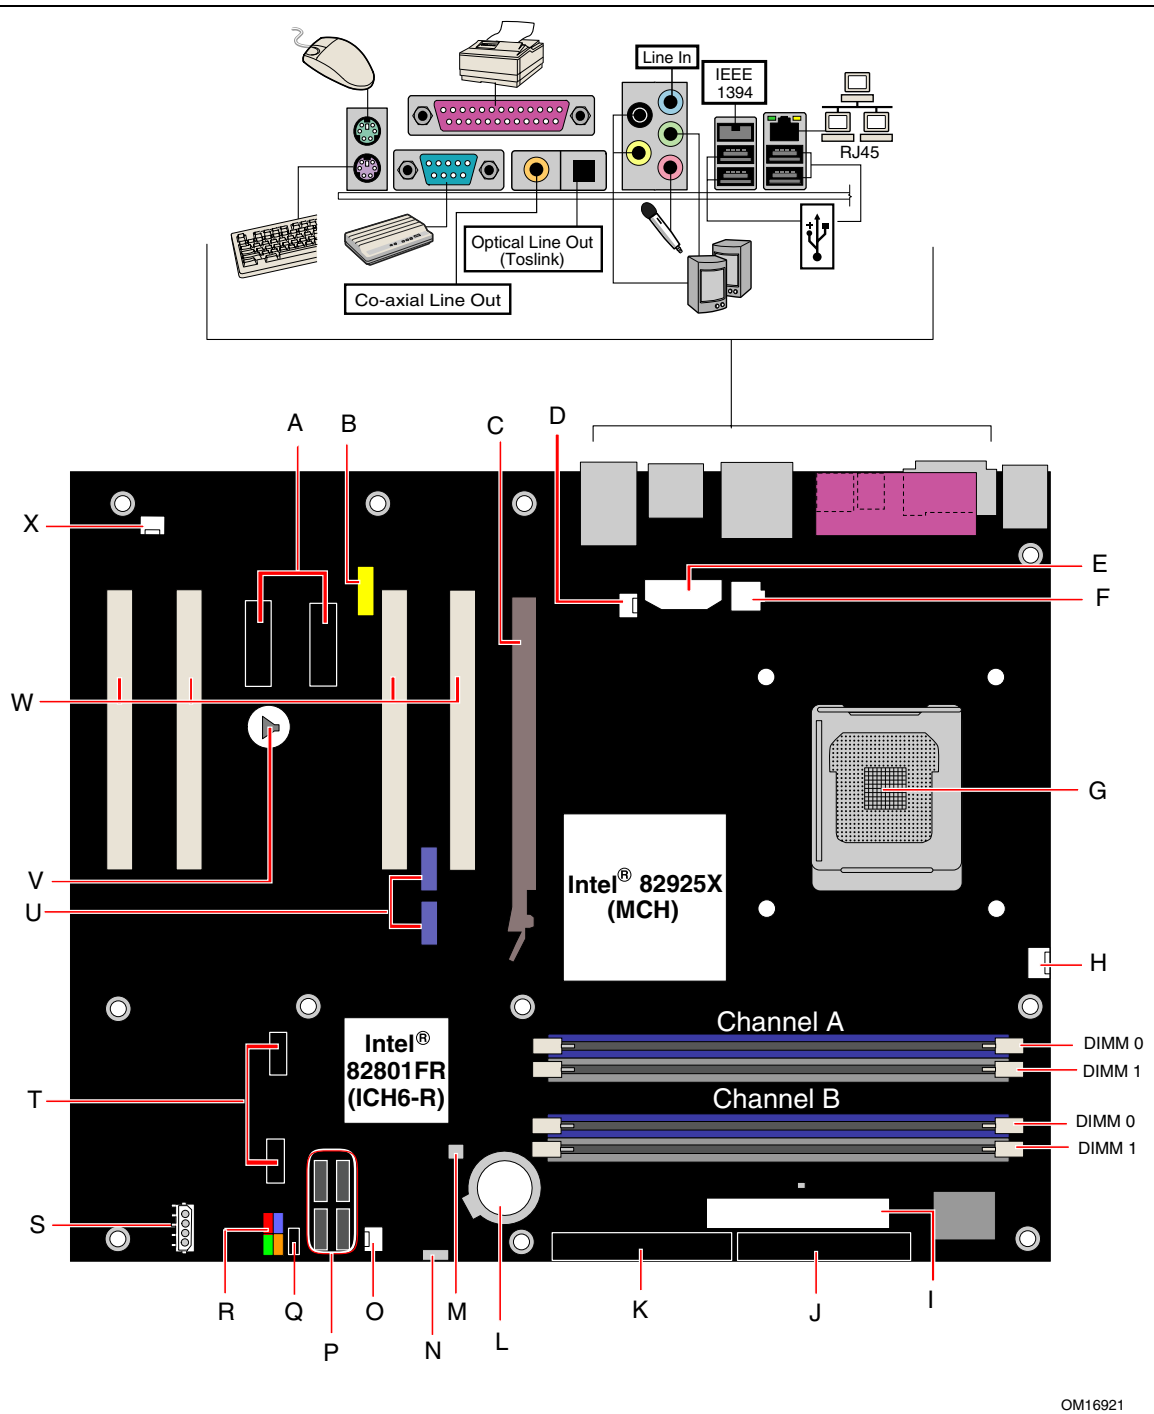 Line In
IEEE
1394
RJ45
Optical Line Out
(Toslink)
Co-axial Line Out
A
B
C
D
X
E
F
W
G
V
U
Intel® 82925X
(MCH)
H
Channel A
DIMM 0
DIMM 1
Intel®
82801FR
(ICH6-R)
T
Channel B
DIMM 0
DIMM 1
S
R
Q
P
O
N
M
L
K
J
I
OM16921